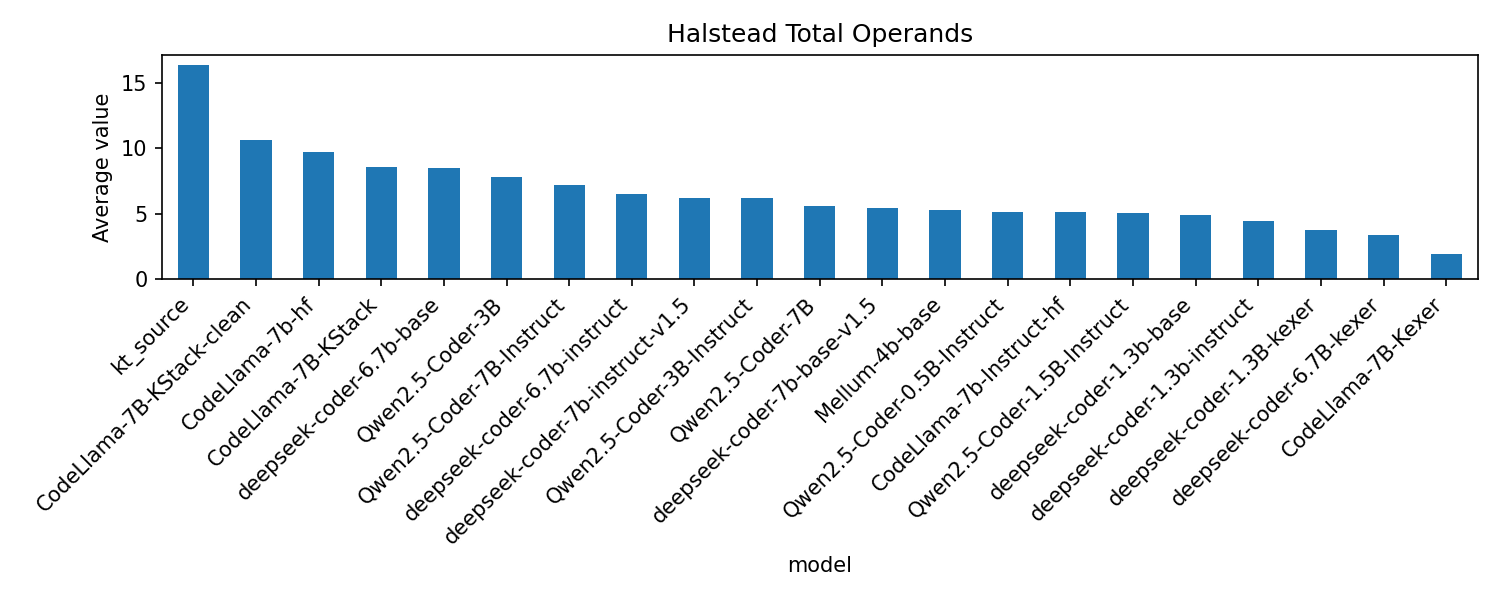 Halstead Total Operands
Average value
15
10
5
0
kt_source
CodeLlama-7B-KStack-clean
CodeLlama-7b-hf
CodeLlama-7B-KStack
deepseek-coder-6.7b-base
Qwen2.5-Coder-3B
Qwen2.5-Coder-7B-Instruct
deepseek-coder-6.7b-instruct
deepseek-coder-7b-instruct-v1.5
Qwen2.5-Coder-3B-Instruct
Qwen2.5-Coder-7B
deepseek-coder-7b-base-v1.5
Mellum-4b-base
Qwen2.5-Coder-0.5B-Instruct
CodeLlama-7b-Instruct-hf
Qwen2.5-Coder-1.5B-Instruct
deepseek-coder-1.3b-base
deepseek-coder-1.3b-instruct
deepseek-coder-1.3B-kexer
deepseek-coder-6.7B-kexer
CodeLlama-7B-Kexer
model